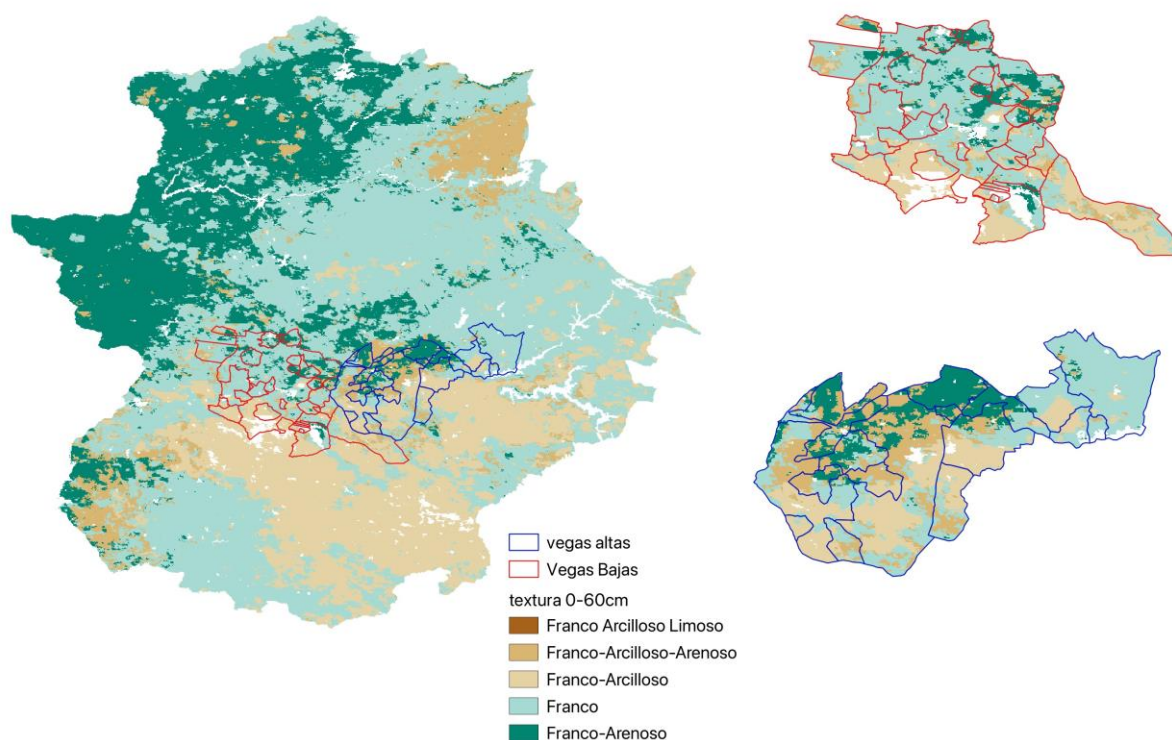 vegas altas
Vegas Bajas
textura 0-60cm
Franco Arcilloso Limoso
Franco-Arcilloso-Arenoso
Franco-Arcilloso
Franco
Franco-Arenoso